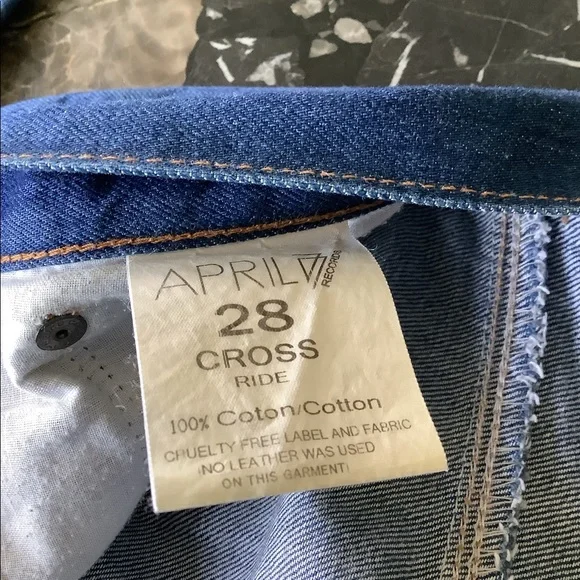 APRIL77
RECORDS
28
CROSS
RIDE
100% Coton/Cotton
CRUELTY FREE LABEL AND FABRIC
(NO LEATHER WAS USED
ON THIS GARMENT)